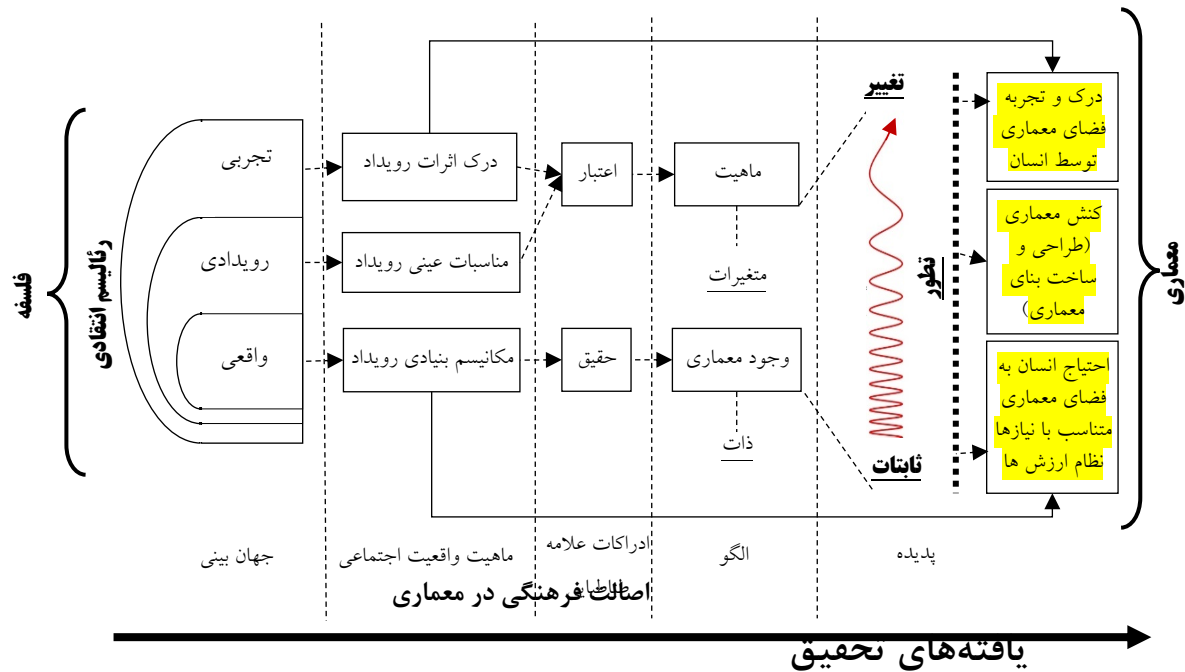 فلسفه
رئالیسم انتقادی
تجربی
رویدادی
واقعی
درک اثرات رویداد
مناسبات عینی رویداد
مکانیسم بنیادی رویداد
اعتبار
حقیق
ماهیت
متغیرات
وجود معماری
ذات
تغییر
ثابتات
تطور
درک و تجربه
فضای معماری
توسط انسان
کنش معماری
(طراحی و
ساخت بنای
معماری)
احتیاج انسان به
فضای معماری
متناسب با نیازها
نظام ارزش ها
معماری
جهان بینی
ماهیت واقعیت اجتماعی
ادراکات علامه
الگو
پدیده
اصالت فرهنگی در معماری
یافته‌های تحقیق